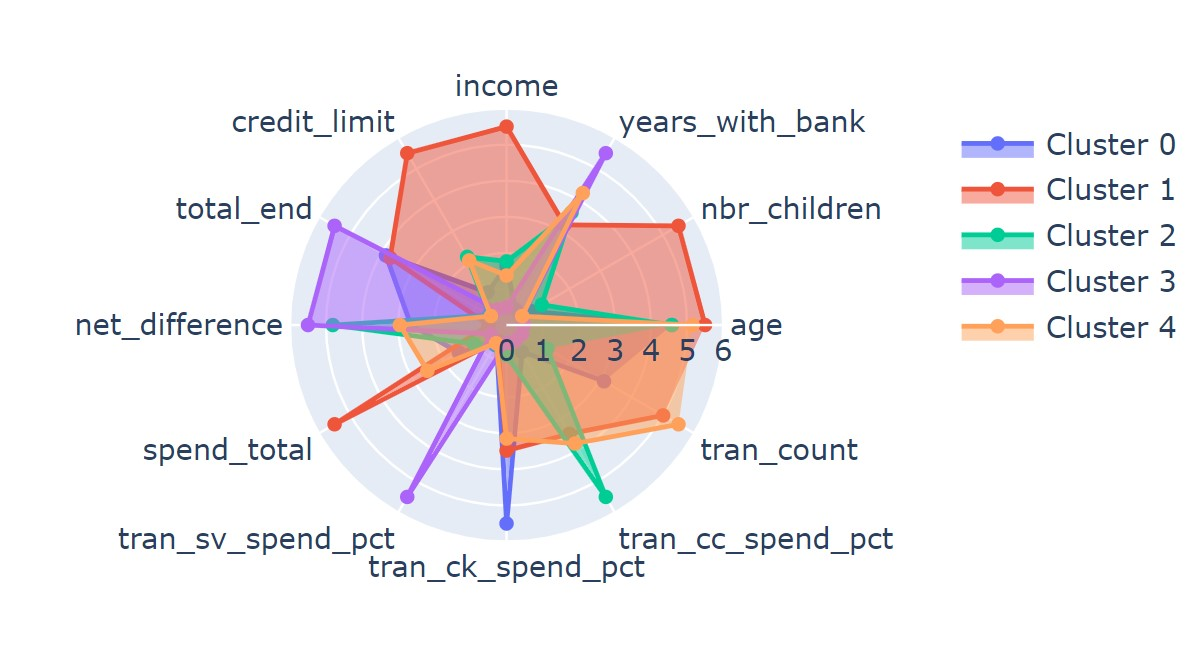 income
credit_limit
years_with_bank
total_end
nbr_children
net_difference
age
0 1 2 3 4 5 6
spend_total
tran_count
tran_sv_spend_pct
tran_cc_spend_pct
tran_ck_spend_pct
Cluster 0
Cluster 1
Cluster 2
Cluster 3
Cluster 4